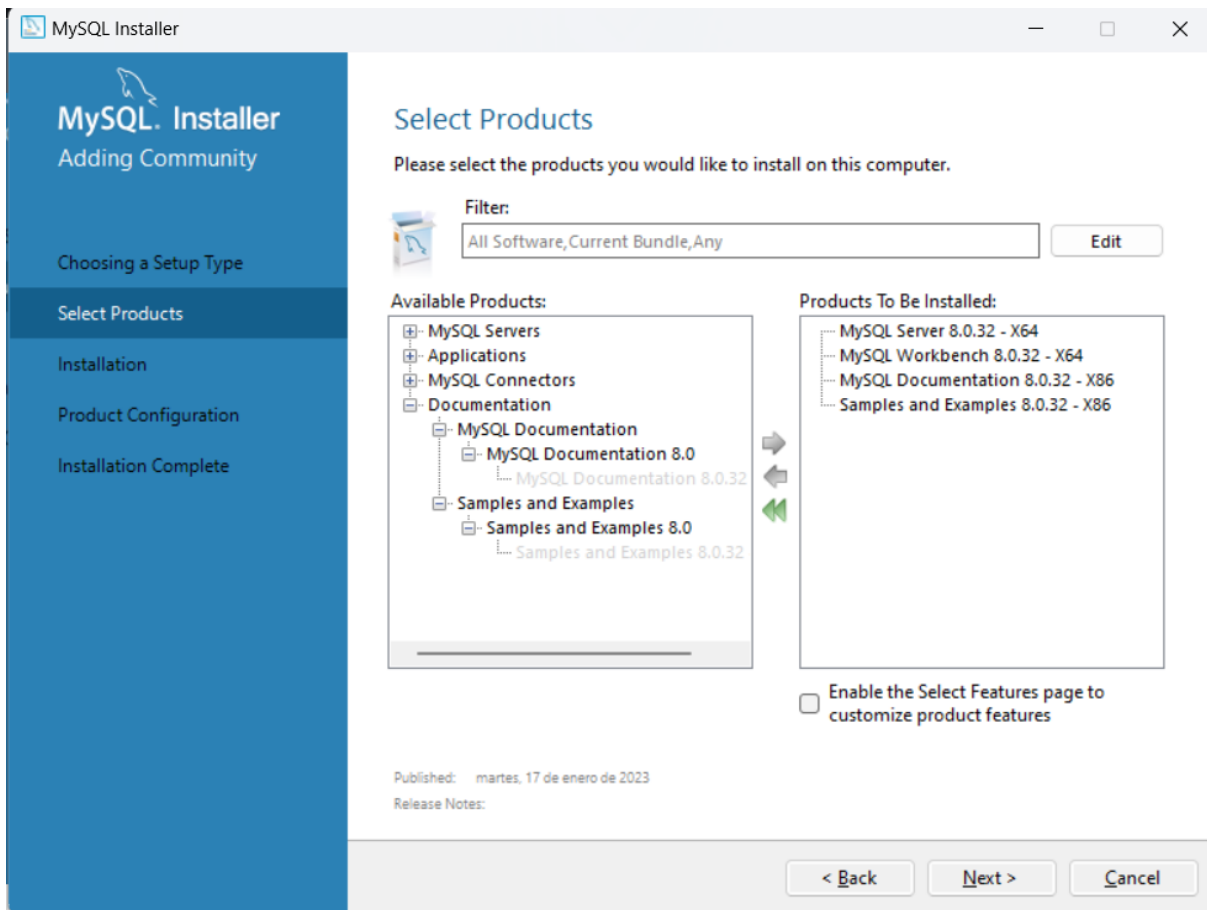 MySQL Installer
MySQL. Installer
Adding Community
Choosing a Setup Type
Select Products
Installation
Product Configuration
Installation Complete
Select Products
Please select the products you would like to install on this computer.
Filter:
All Software,Current Bundle,Any
Edit
Available Products:
MySQL Servers
Applications
MySQL Connectors
Documentation
MySQL Documentation
MySQL Documentation 8.0
MySQL Documentation 8.0.32
Samples and Examples
Samples and Examples 8.0
Samples and Examples 8.0.32
Products To Be Installed:
MySQL Server 8.0.32 - X64
MySQL Workbench 8.0.32 - X64
MySQL Documentation 8.0.32 - X86
Samples and Examples 8.0.32 - X86
Enable the Select Features page to
customize product features
Published: martes, 17 de enero de 2023
Release Notes:
< Back
Next >
Cancel